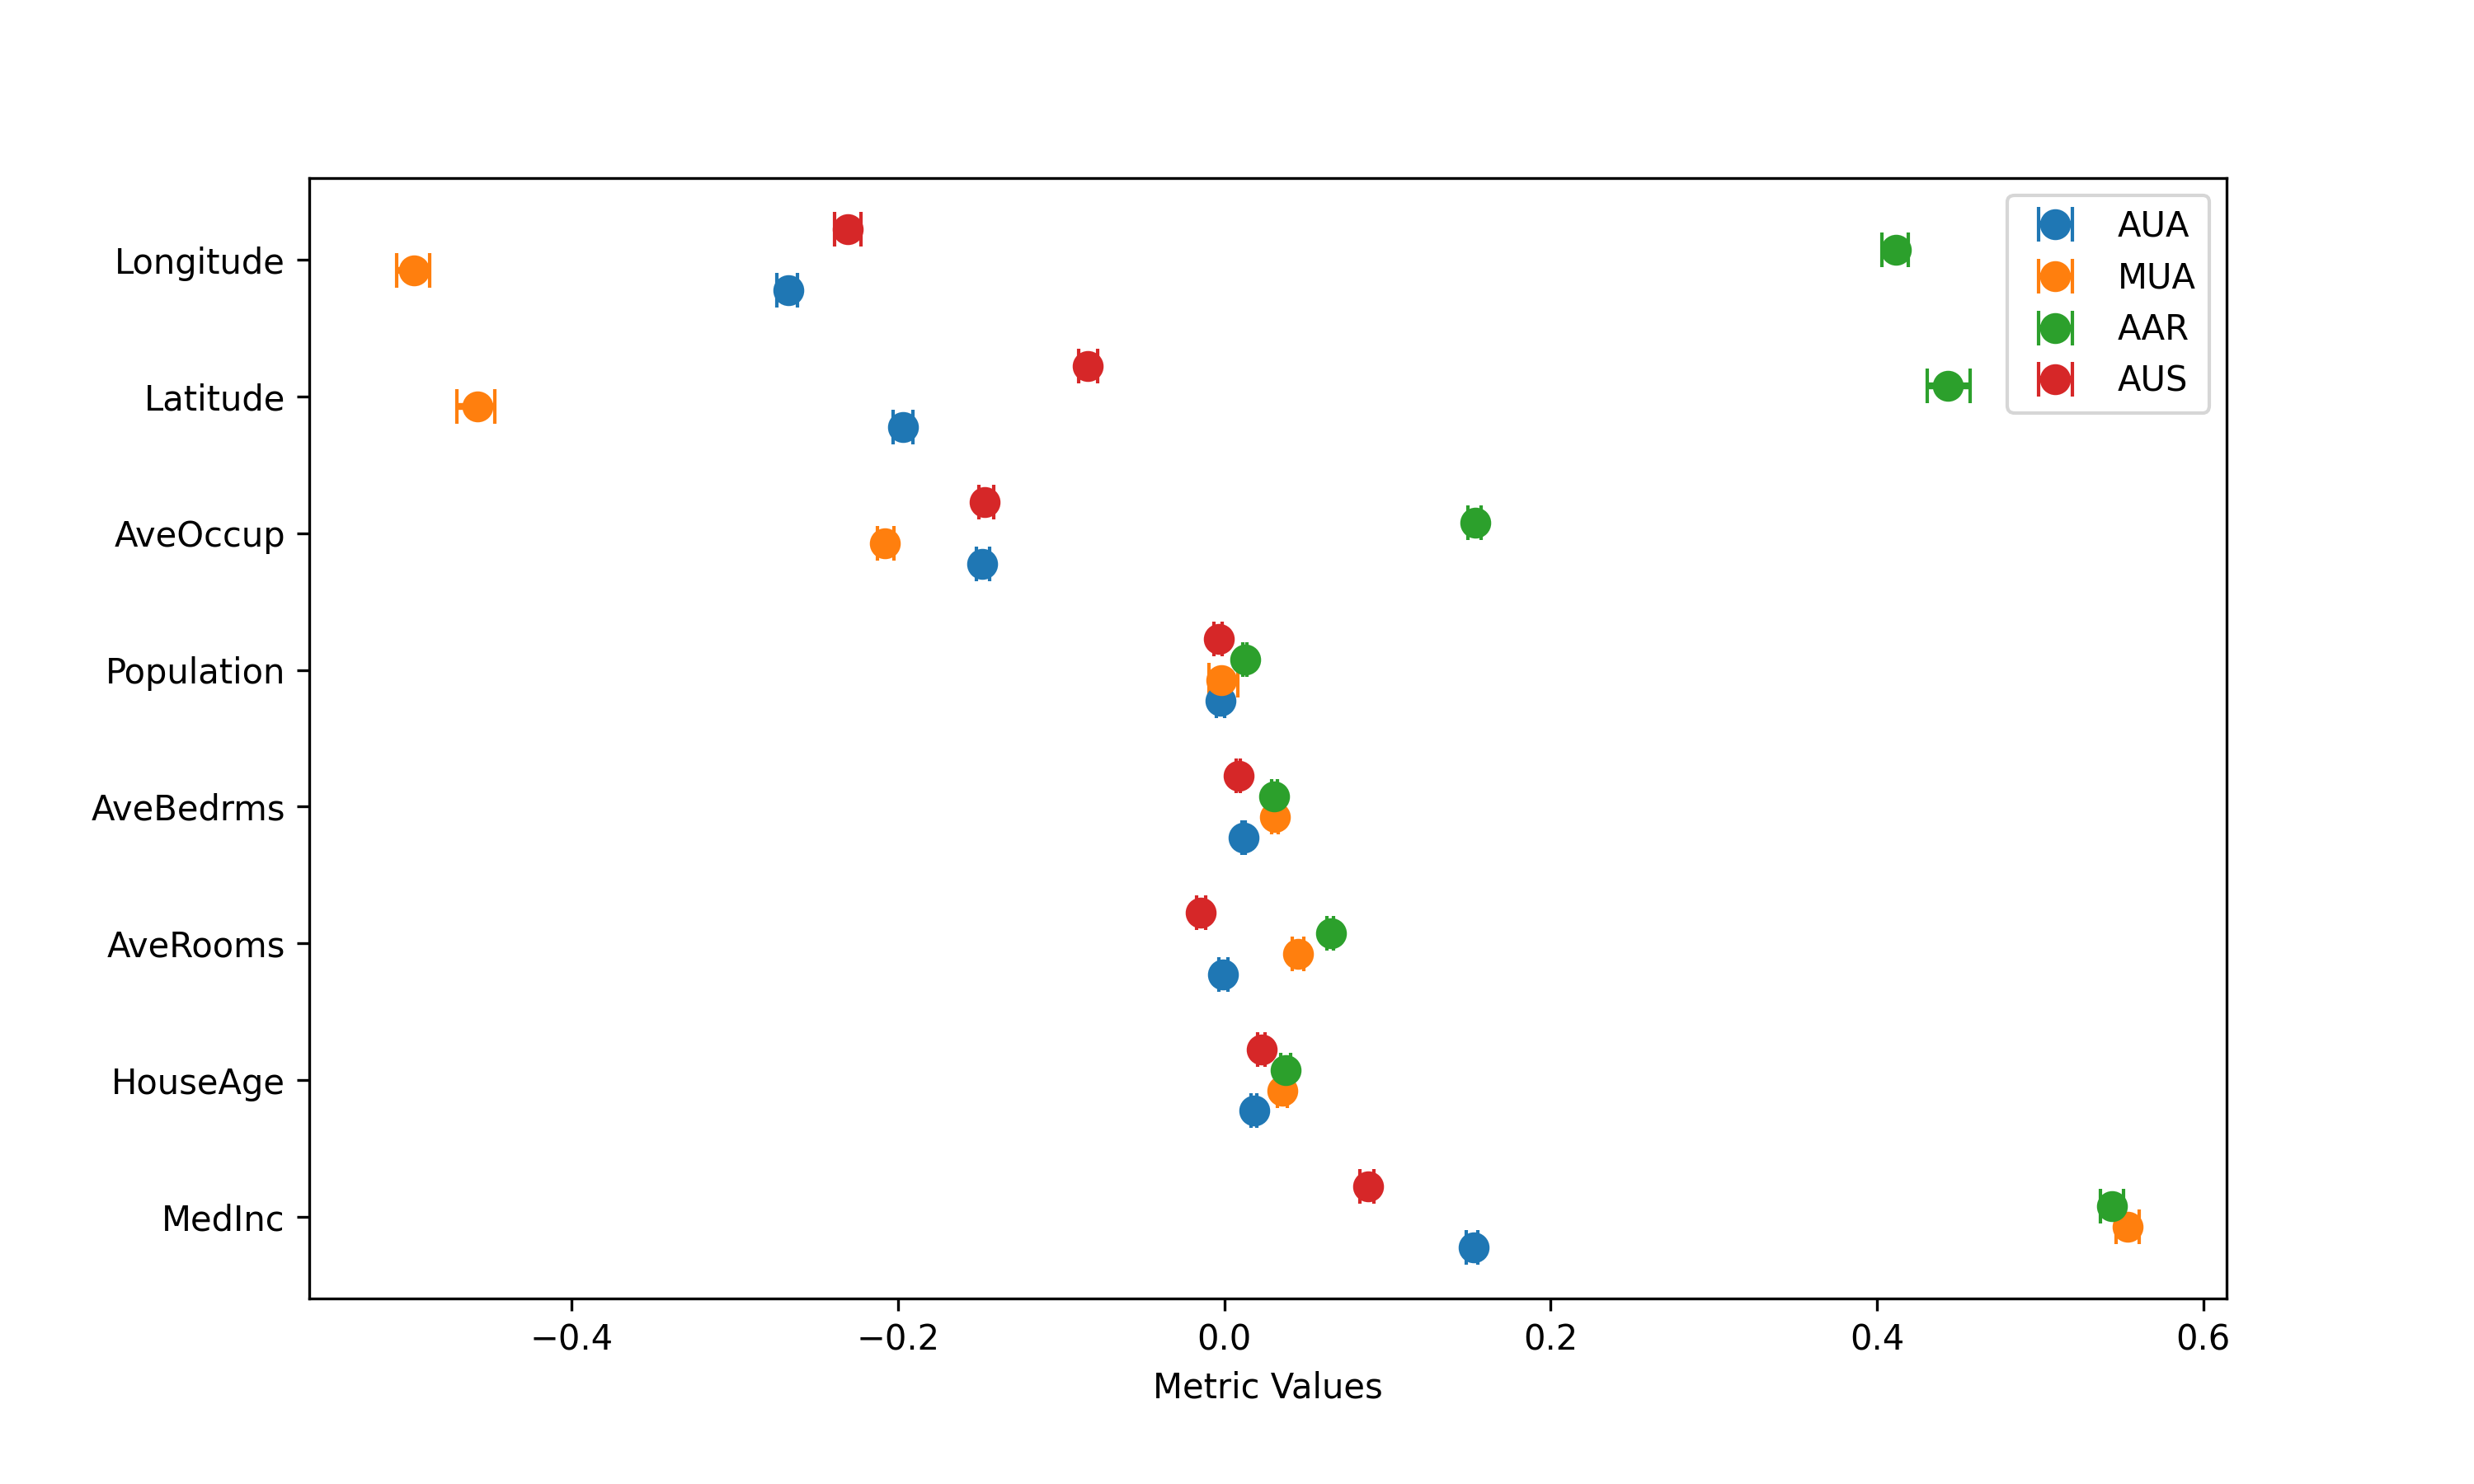 Longitude
Latitude
AveOccup
Population
AveBedrms
AveRooms
HouseAge
MedInc
AUA
MUA
AAR
AUS
−0.4 −0.2 0.0 0.2 0.4 0.6
Metric Values